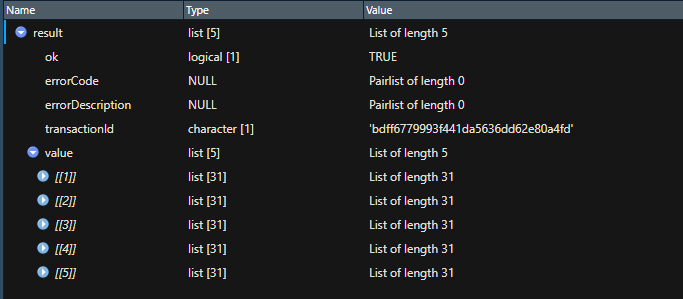 Name Type Value
result list [5] List of length 5
ok logical [1] TRUE
errorCode NULL Pairlist of length 0
errorDescription NULL Pairlist of length 0
transactionId character [1] 'bdff6779993f441da5636dd62e80a4fd'
value list [5] List of length 5
[[1]] list [31] List of length 31
[[2]] list [31] List of length 31
[[3]] list [31] List of length 31
[[4]] list [31] List of length 31
[[5]] list [31] List of length 31